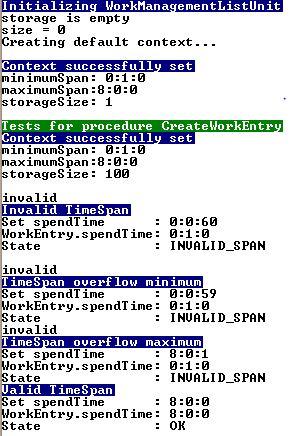 Initializing WorkManagementListUnit
storage is empty
size = 0
Creating default context...
Context successfully set
minimumSpan: 0:1:0
maximumSpan:8:0:0
storageSize: 1
Tests for procedure CreateWorkEntry
Context successfully set
minimumSpan: 0:1:0
maximumSpan:8:0:0
storageSize: 100
invalid
Invalid TimeSpan
Set spendTime : 0:0:60
WorkEntry.spendTime: 0:1:0
State : INVALID_SPAN
invalid
TimeSpan overflow minimum
Set spendTime : 0:0:59
WorkEntry.spendTime: 0:1:0
State : INVALID_SPAN
invalid
TimeSpan overflow maximum
Set spendTime : 8:0:1
WorkEntry.spendTime: 0:1:0
State : INVALID_SPAN
Valid TimeSpan
Set spendTime : 8:0:0
WorkEntry.spendTime: 8:0:0
State : OK